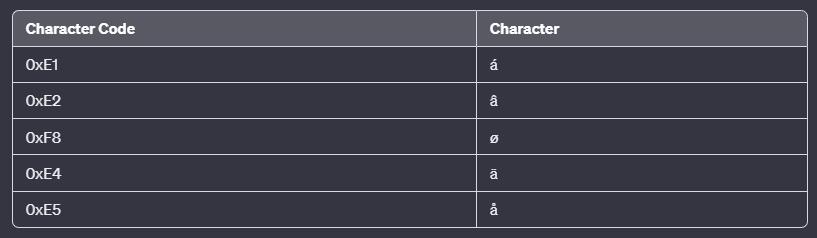 Character Code Character
0xE1 á
0xE2 â
0xF8 ø
0xE4 ä
0xE5 å